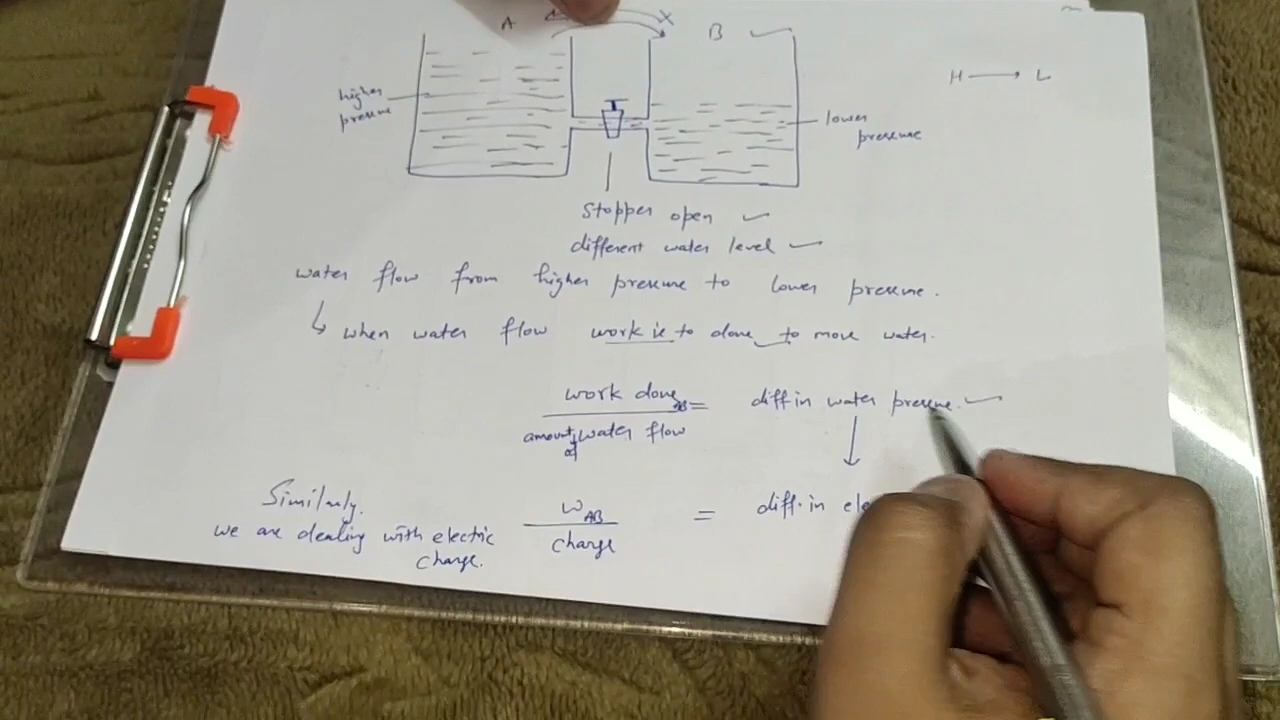 A
B
H → L
higher
pressure
lower
pressure
Stopper open ✓
different water level ✓
water flow from higher pressure to lower pressure.
↳ when water flow work is to done to move water.
work done = diff in water pressure. ✓
amount of water flow
Similarly.
we are dealing with electric
charge.
W_AB = diff. in ele
charge